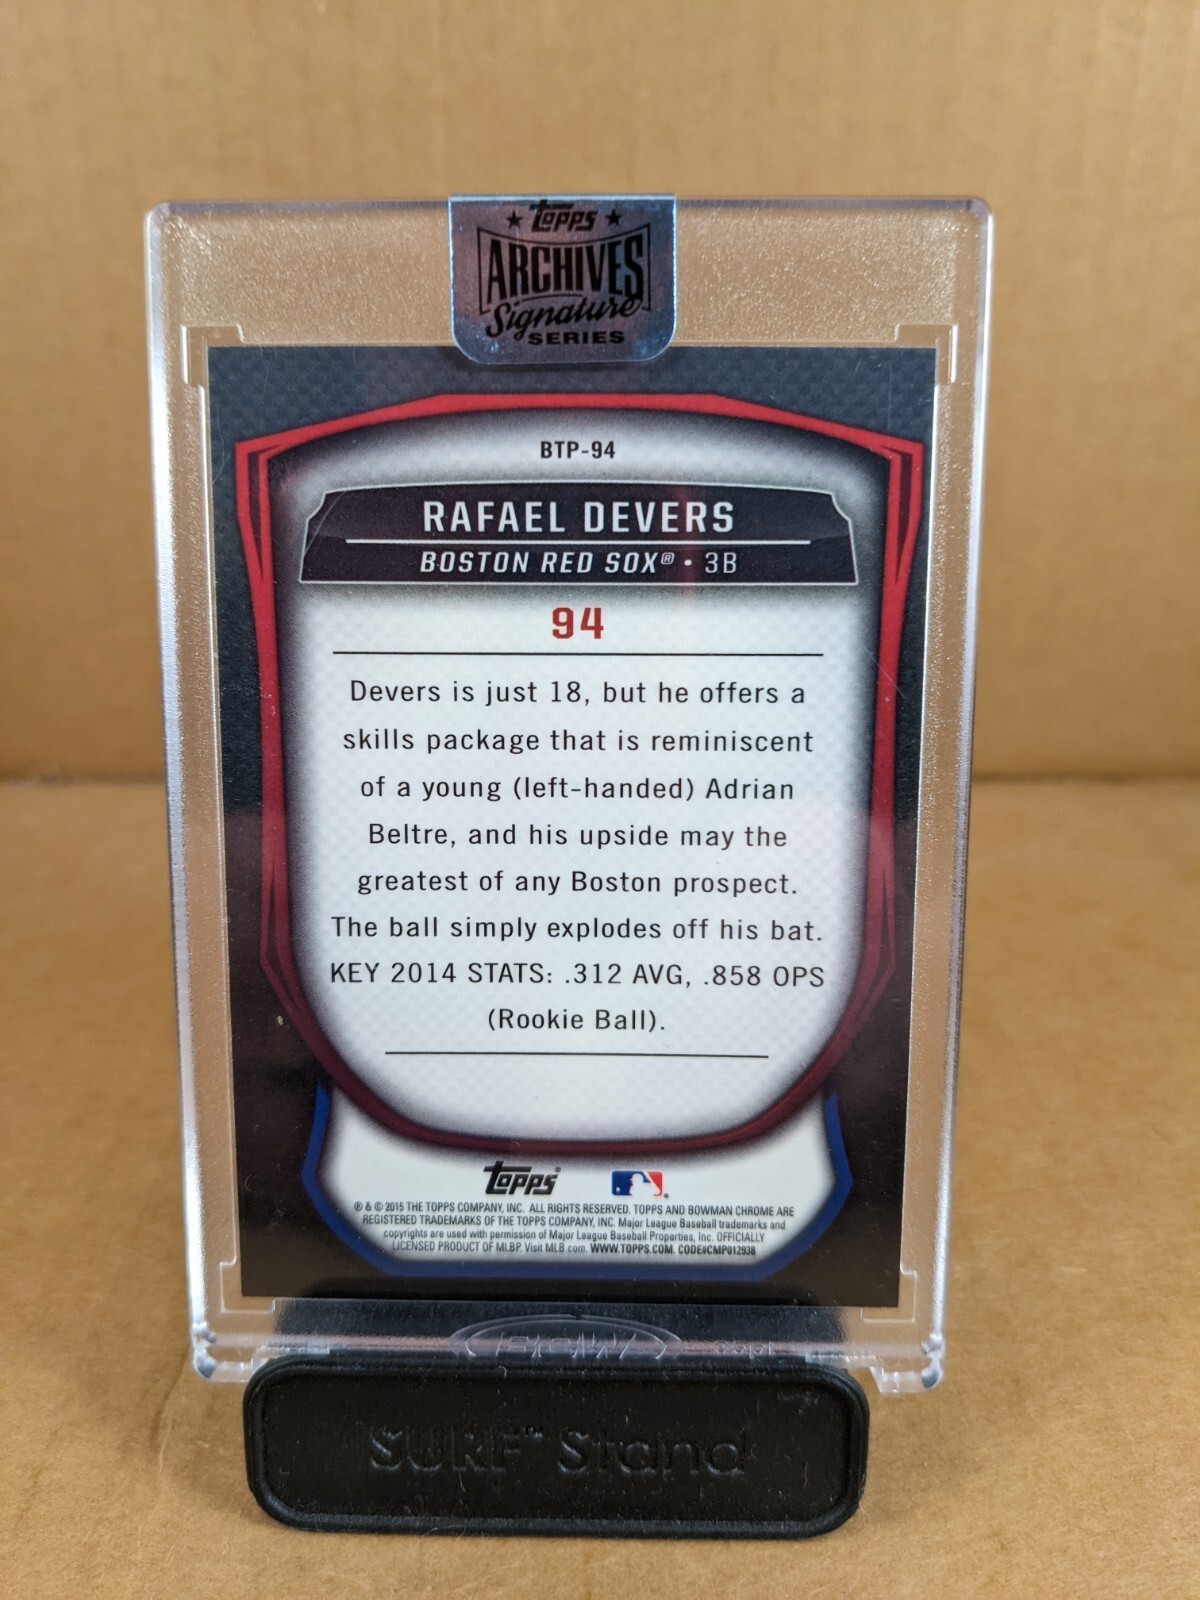 ★ Topps ★
ARCHIVES
Signature
SERIES
BTP-94
RAFAEL DEVERS
BOSTON RED SOX® • 3B
94
Devers is just 18, but he offers a
skills package that is reminiscent
of a young (left-handed) Adrian
Beltre, and his upside may the
greatest of any Boston prospect.
The ball simply explodes off his bat.
KEY 2014 STATS: .312 AVG, .858 OPS
(Rookie Ball).
Topps®
® & © 2015 THE TOPPS COMPANY, INC. ALL RIGHTS RESERVED. TOPPS AND BOWMAN CHROME ARE
REGISTERED TRADEMARKS OF THE TOPPS COMPANY, INC. Major League Baseball trademarks and
copyrights are used with permission of Major League Baseball Properties, Inc. OFFICIALLY
LICENSED PRODUCT OF MLBP. Visit MLB.com. WWW.TOPPS.COM. CODE#CMP012938
SURF™ Stand